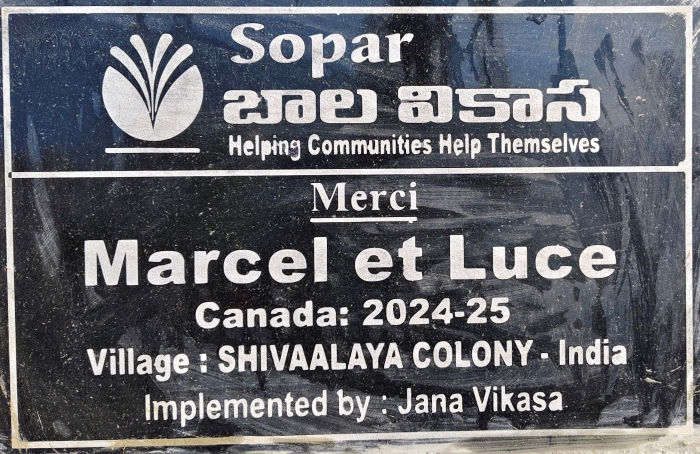 Sopar
బాల వికాస
Helping Communities Help Themselves
Merci
Marcel et Luce
Canada: 2024-25
Village : SHIVAALAYA COLONY - India
Implemented by : Jana Vikasa